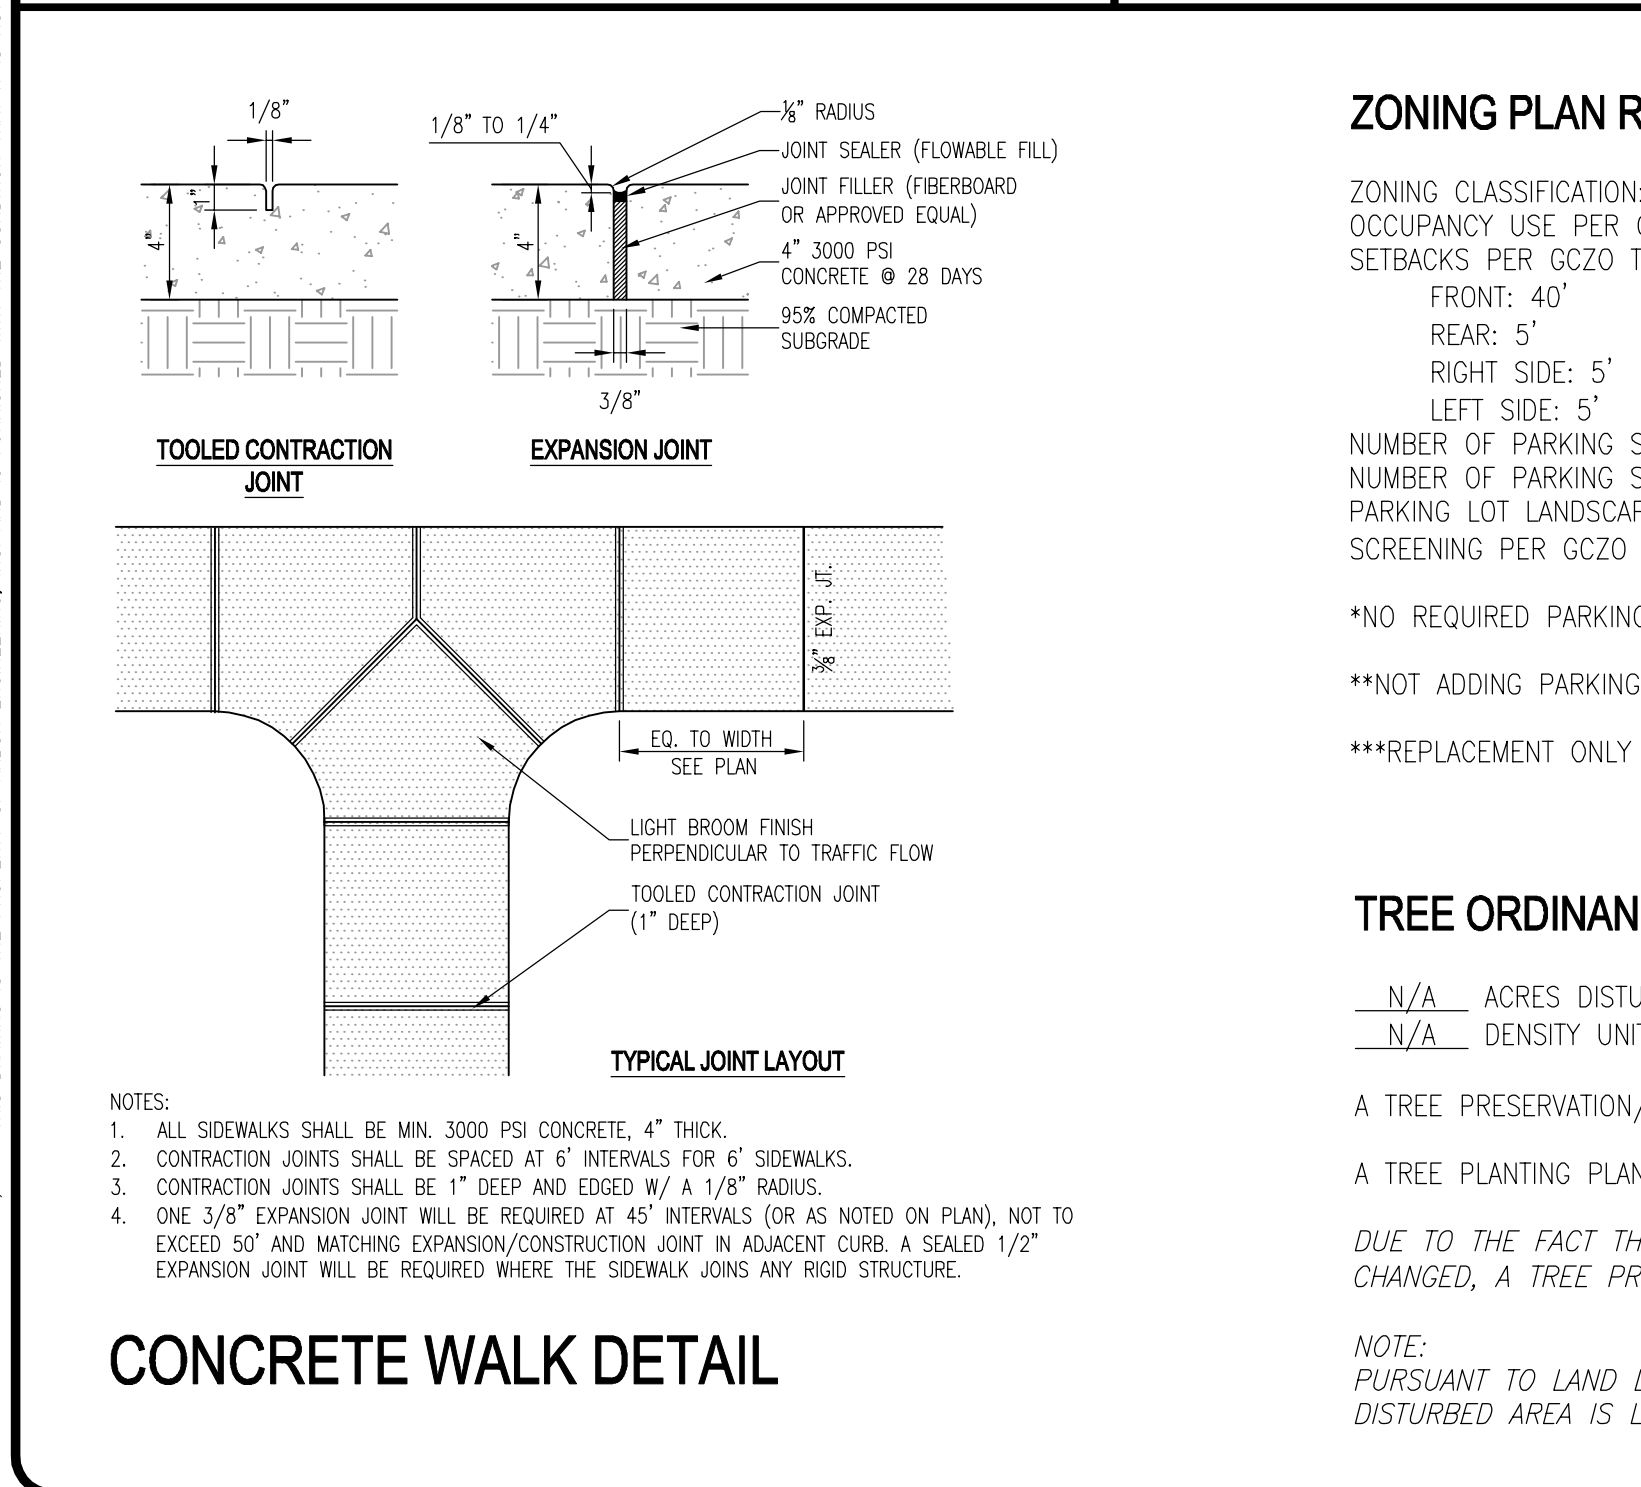 1/8"
1"
4"
TOOLED CONTRACTION
JOINT
1/8" TO 1/4"
4"
3/8"
EXPANSION JOINT
⅛" RADIUS
JOINT SEALER (FLOWABLE FILL)
JOINT FILLER (FIBERBOARD
OR APPROVED EQUAL)
4" 3000 PSI
CONCRETE @ 28 DAYS
95% COMPACTED
SUBGRADE
⅜" EXP. JT.
EQ. TO WIDTH
SEE PLAN
LIGHT BROOM FINISH
PERPENDICULAR TO TRAFFIC FLOW
TOOLED CONTRACTION JOINT
(1" DEEP)
TYPICAL JOINT LAYOUT
NOTES:
1. ALL SIDEWALKS SHALL BE MIN. 3000 PSI CONCRETE, 4" THICK.
2. CONTRACTION JOINTS SHALL BE SPACED AT 6' INTERVALS FOR 6' SIDEWALKS.
3. CONTRACTION JOINTS SHALL BE 1" DEEP AND EDGED W/ A 1/8" RADIUS.
4. ONE 3/8" EXPANSION JOINT WILL BE REQUIRED AT 45' INTERVALS (OR AS NOTED ON PLAN), NOT TO
EXCEED 50' AND MATCHING EXPANSION/CONSTRUCTION JOINT IN ADJACENT CURB. A SEALED 1/2"
EXPANSION JOINT WILL BE REQUIRED WHERE THE SIDEWALK JOINS ANY RIGID STRUCTURE.
CONCRETE WALK DETAIL
ZONING PLAN R
ZONING CLASSIFICATION:
OCCUPANCY USE PER
SETBACKS PER GCZO T
FRONT: 40'
REAR: 5'
RIGHT SIDE: 5'
LEFT SIDE: 5'
NUMBER OF PARKING S
NUMBER OF PARKING S
PARKING LOT LANDSCAP
SCREENING PER GCZO
*NO REQUIRED PARKING
**NOT ADDING PARKING
***REPLACEMENT ONLY
TREE ORDINAN
N/A ACRES DISTU
N/A DENSITY UNIT
A TREE PRESERVATION/
A TREE PLANTING PLAN
DUE TO THE FACT TH
CHANGED, A TREE PR
NOTE:
PURSUANT TO LAND
DISTURBED AREA IS L